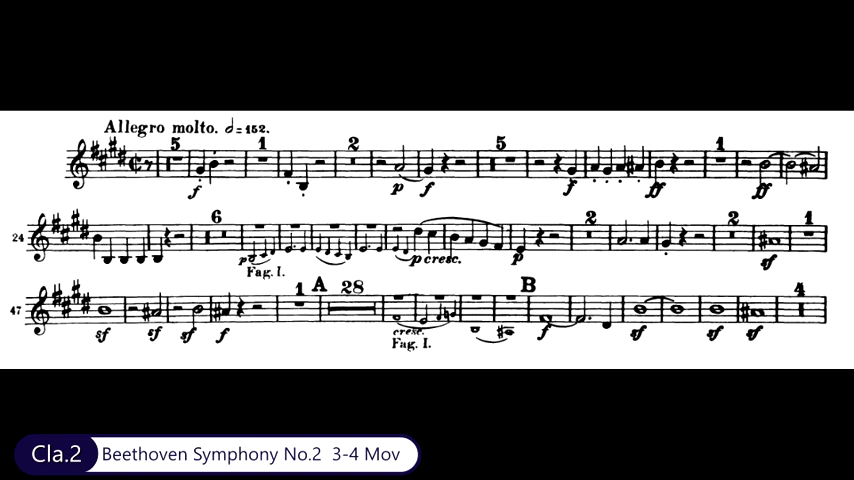 Allegro molto. 𝅗𝅥=152.
5 1 2 5 1
f p f f ff ff
24 6 2 2 1
p p cresc. p sf
Fag. I.
47 1 A 28 B 4
sf sf sf f cresc. f sf sf sf
Fag. I.
Cla.2 Beethoven Symphony No.2 3-4 Mov